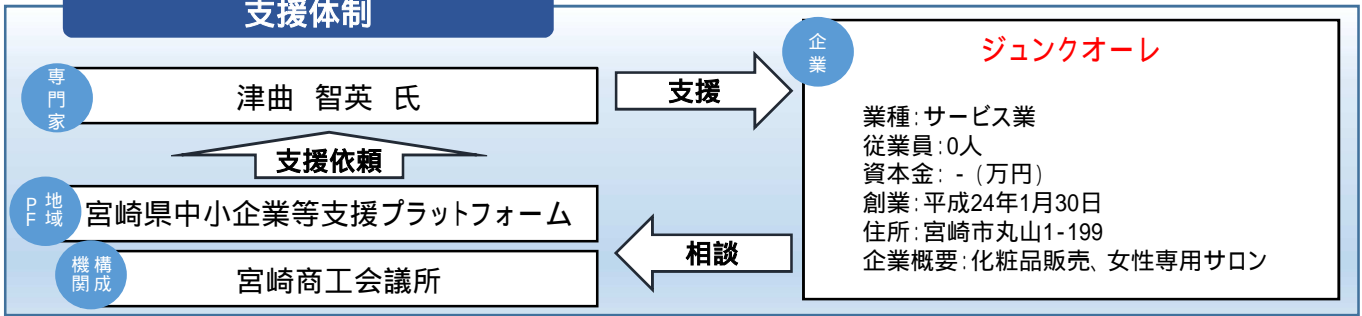 支援体制
専門家
津曲 智英 氏
支援依頼
地域PF
宮崎県中小企業等支援プラットフォーム
構成機関
宮崎商工会議所
支援
相談
企業
ジュンクオーレ
業種:サービス業
従業員:0人
資本金: - (万円)
創業:平成24年1月30日
住所:宮崎市丸山1-199
企業概要:化粧品販売、女性専用サロン